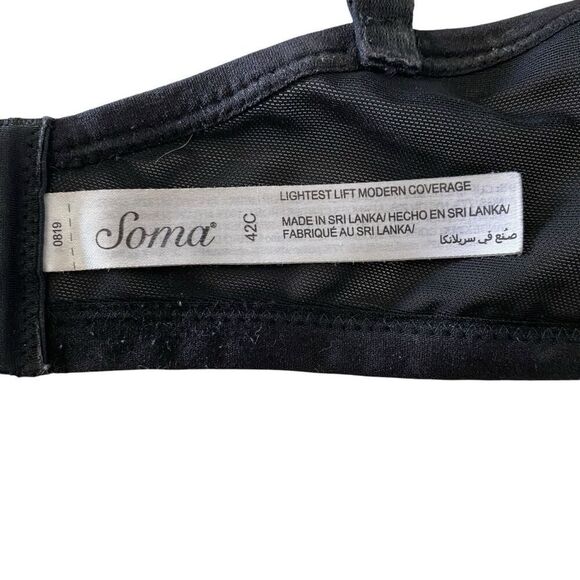 0819
Soma®
42C
LIGHTEST LIFT MODERN COVERAGE
MADE IN SRI LANKA/ HECHO EN SRI LANKA/
FABRIQUÉ AU SRI LANKA/
صُنع في سريلانكا